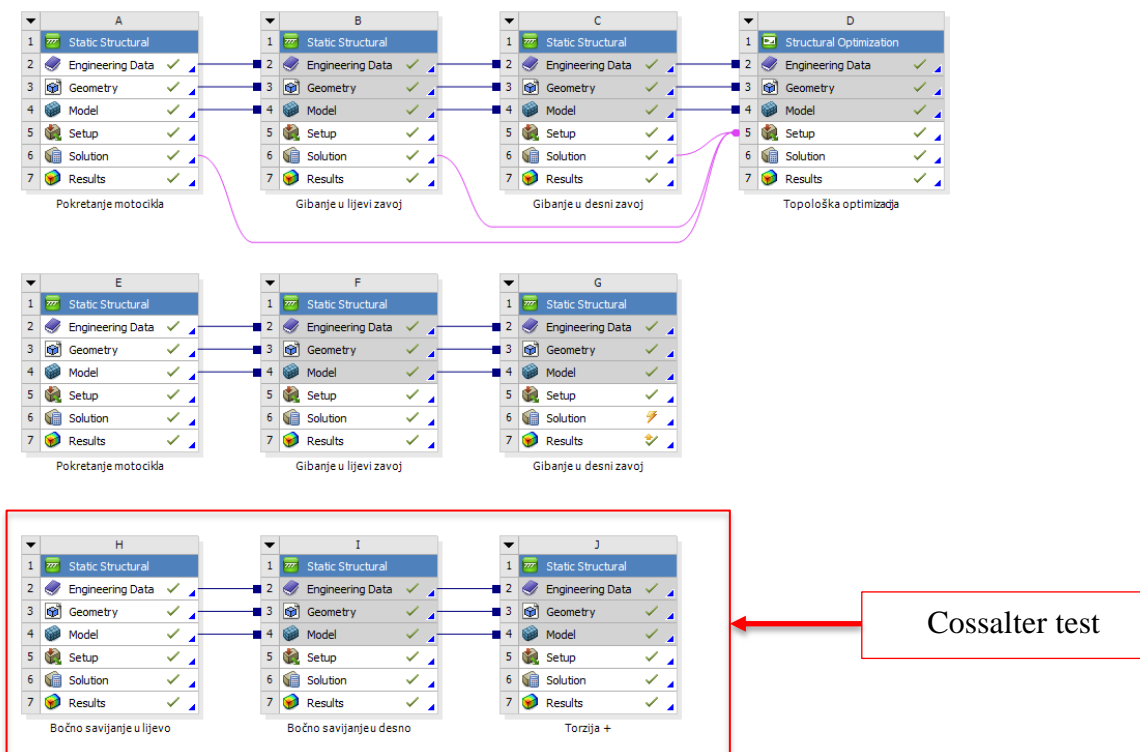 A
1 Static Structural
2 Engineering Data
3 Geometry
4 Model
5 Setup
6 Solution
7 Results
Pokretanje motocikla
B
1 Static Structural
2 Engineering Data
3 Geometry
4 Model
5 Setup
6 Solution
7 Results
Gibanje u lijevi zavoj
C
1 Static Structural
2 Engineering Data
3 Geometry
4 Model
5 Setup
6 Solution
7 Results
Gibanje u desni zavoj
D
1 Structural Optimization
2 Engineering Data
3 Geometry
4 Model
5 Setup
6 Solution
7 Results
Topološka optimizacija
E
1 Static Structural
2 Engineering Data
3 Geometry
4 Model
5 Setup
6 Solution
7 Results
Pokretanje motocikla
F
1 Static Structural
2 Engineering Data
3 Geometry
4 Model
5 Setup
6 Solution
7 Results
Gibanje u lijevi zavoj
G
1 Static Structural
2 Engineering Data
3 Geometry
4 Model
5 Setup
6 Solution
7 Results
Gibanje u desni zavoj
H
1 Static Structural
2 Engineering Data
3 Geometry
4 Model
5 Setup
6 Solution
7 Results
Bočno savijanje u lijevo
I
1 Static Structural
2 Engineering Data
3 Geometry
4 Model
5 Setup
6 Solution
7 Results
Bočno savijanje u desno
J
1 Static Structural
2 Engineering Data
3 Geometry
4 Model
5 Setup
6 Solution
7 Results
Torzija +
Cossalter test